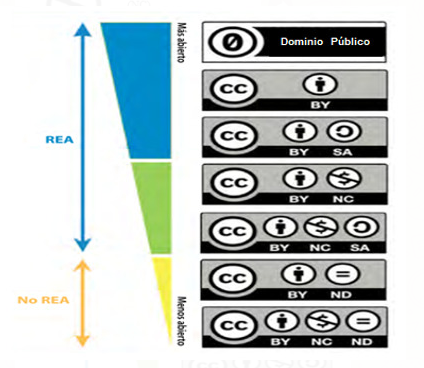 Más abierto
Dominio Público
CC
BY
CC
BY SA
REA
CC
BY NC
CC
BY NC SA
CC
BY ND
No REA
Menos abierto
CC
BY NC ND